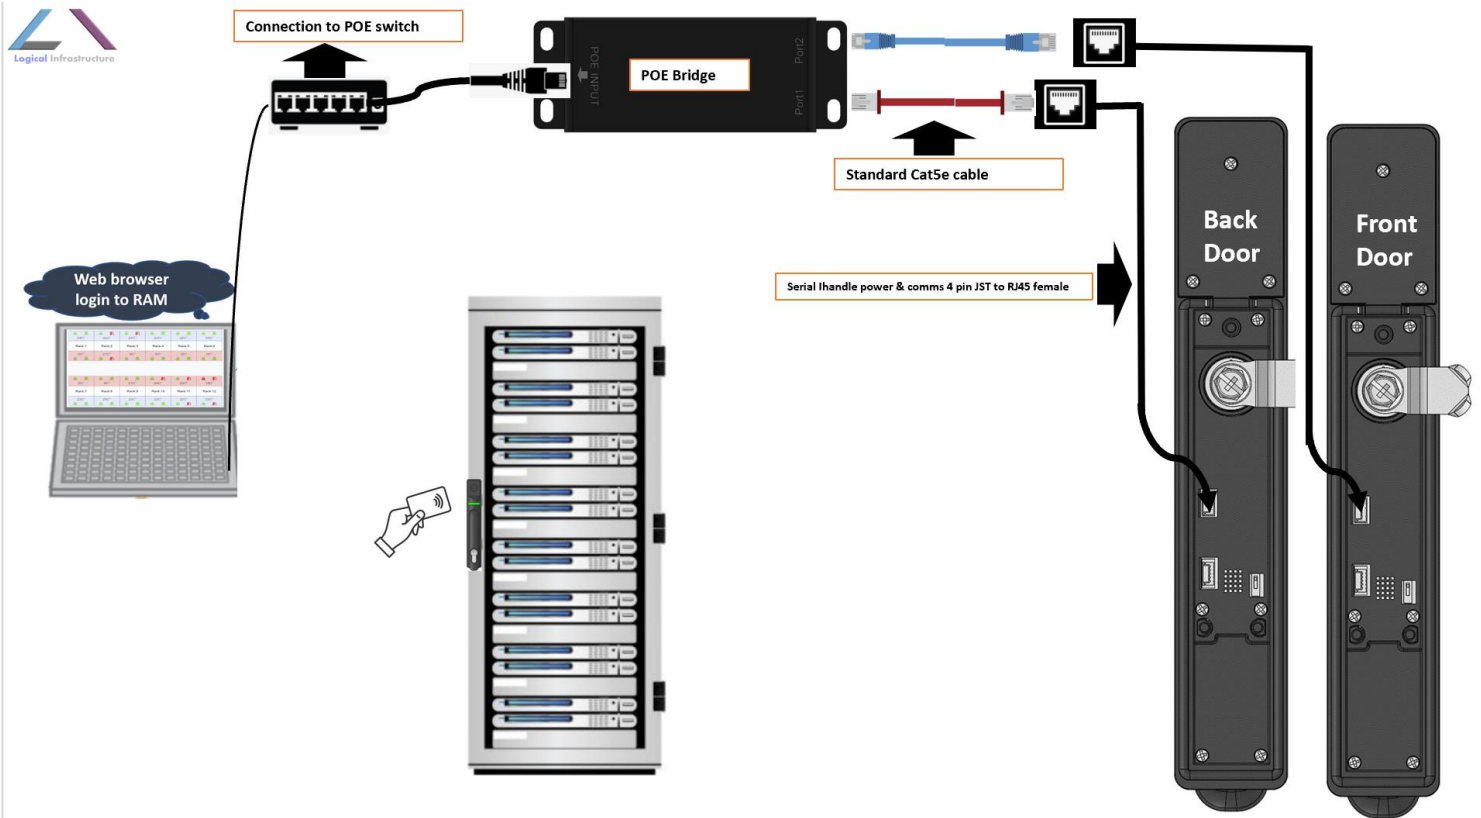 Logical Infrastructure
Connection to POE switch
POE INPUT
POE Bridge
Port2
Port1
Standard Cat5e cable
Back
Door
Front
Door
Serial Ihandle power & comms 4 pin JST to RJ45 female
Web browser
login to RAM